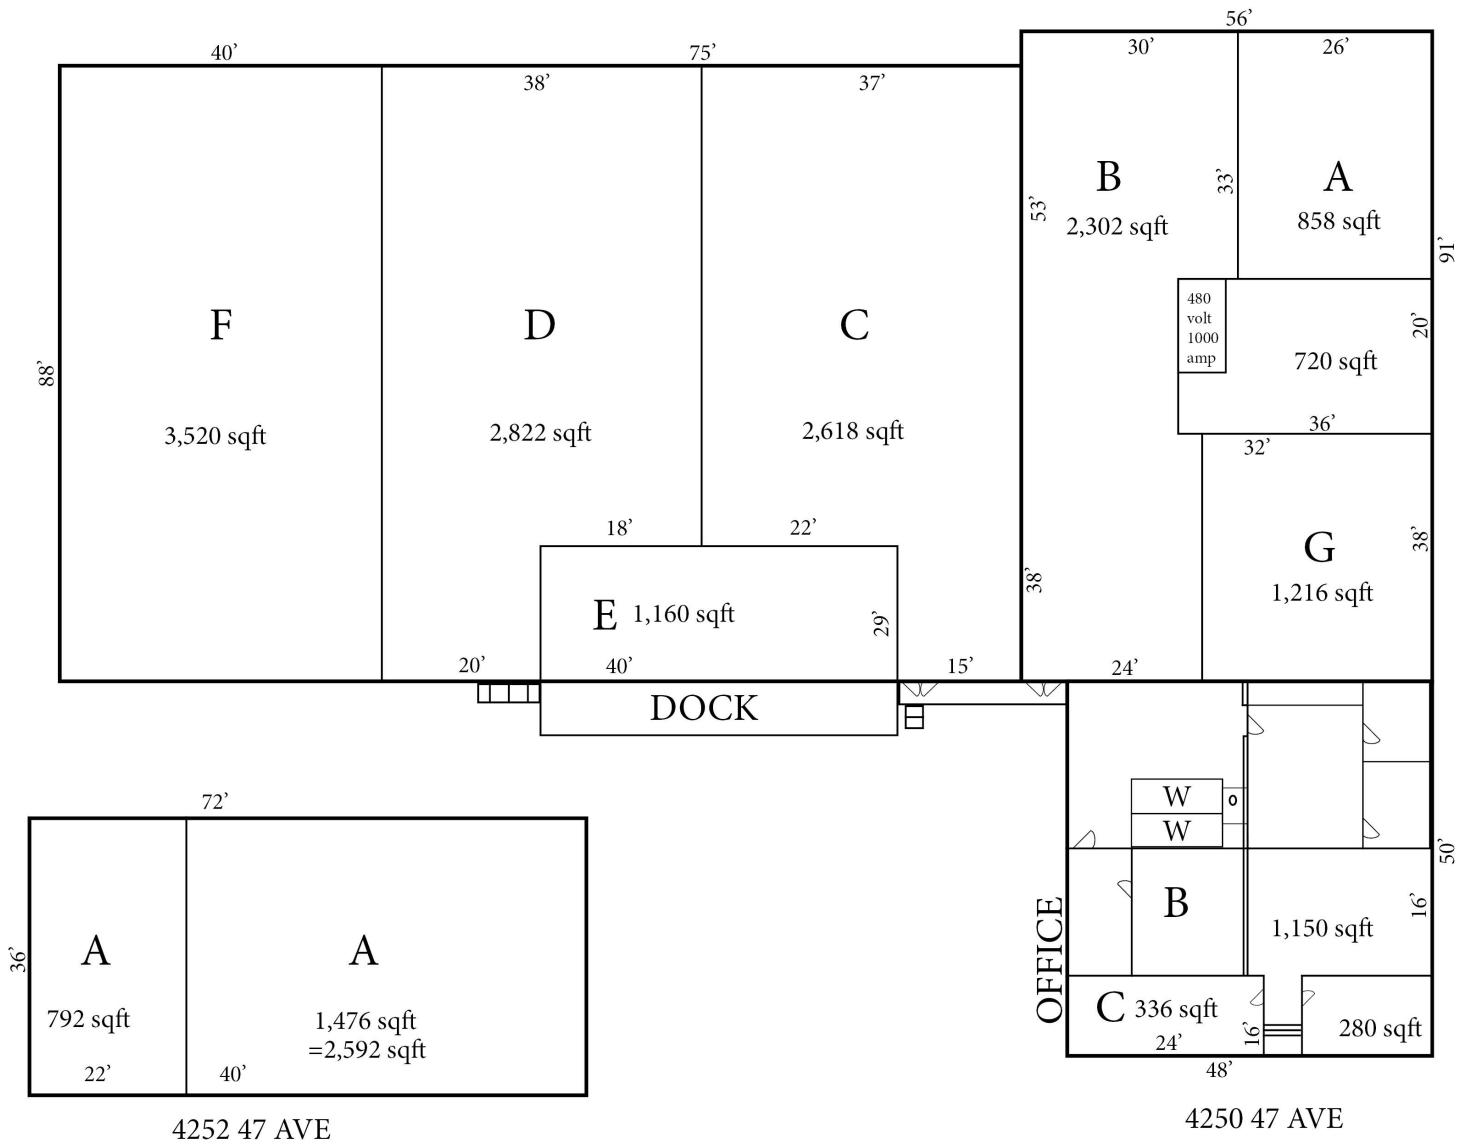 56’
40’
75’
30’
26’
38’
37’
B
A
33’
53’
2,302 sqft
858 sqft
91’
480
volt
1000
amp
20’
F
D
C
720 sqft
88’
36’
3,520 sqft
2,822 sqft
2,618 sqft
32’
18’
22’
38’
G
38’
1,216 sqft
E 1,160 sqft
29’
20’
40’
15’
24’
DOCK
W
W
72’
50’
B
16’
OFFICE
1,150 sqft
A
A
36’
C 336 sqft
792 sqft
1,476 sqft
=2,592 sqft
280 sqft
24’
16’
22’
40’
48’
4252 47 AVE
4250 47 AVE